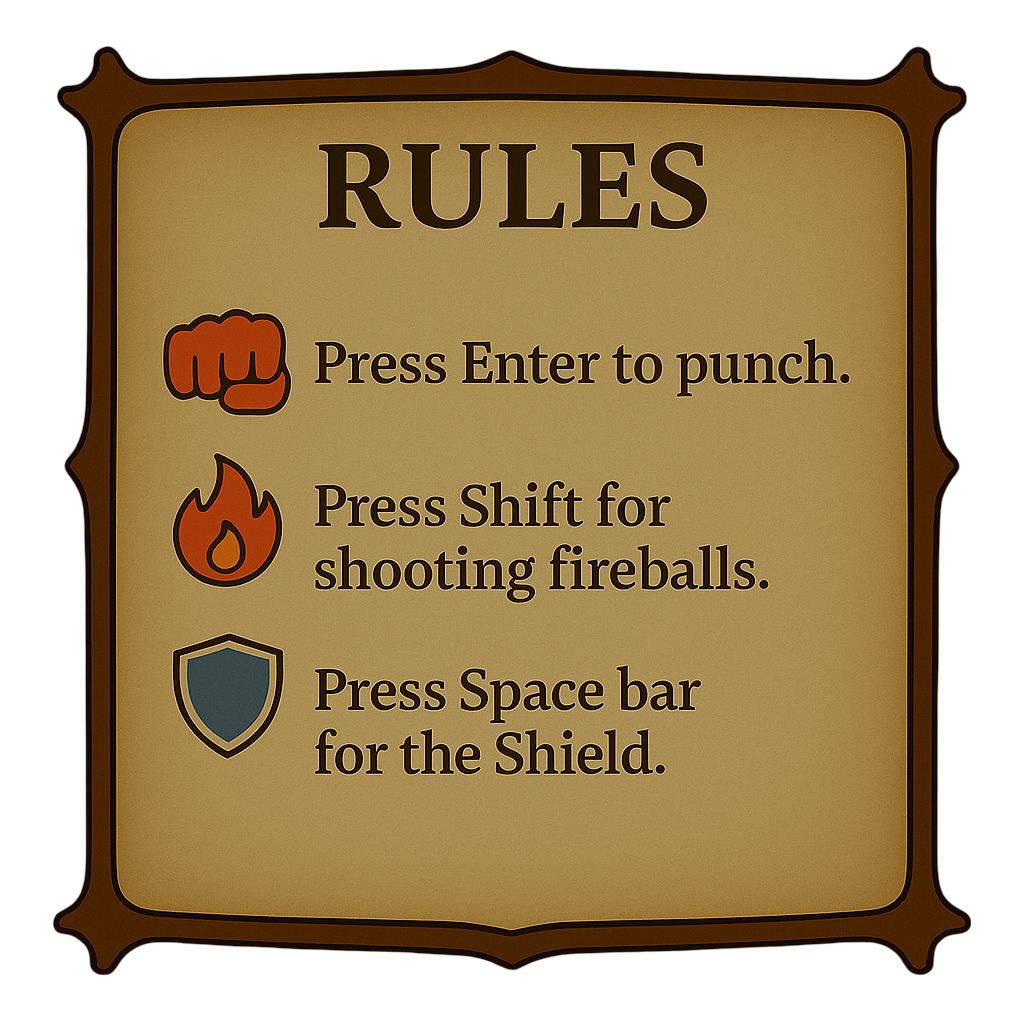 RULES
Press Enter to punch.
Press Shift for
shooting fireballs.
Press Space bar
for the Shield.